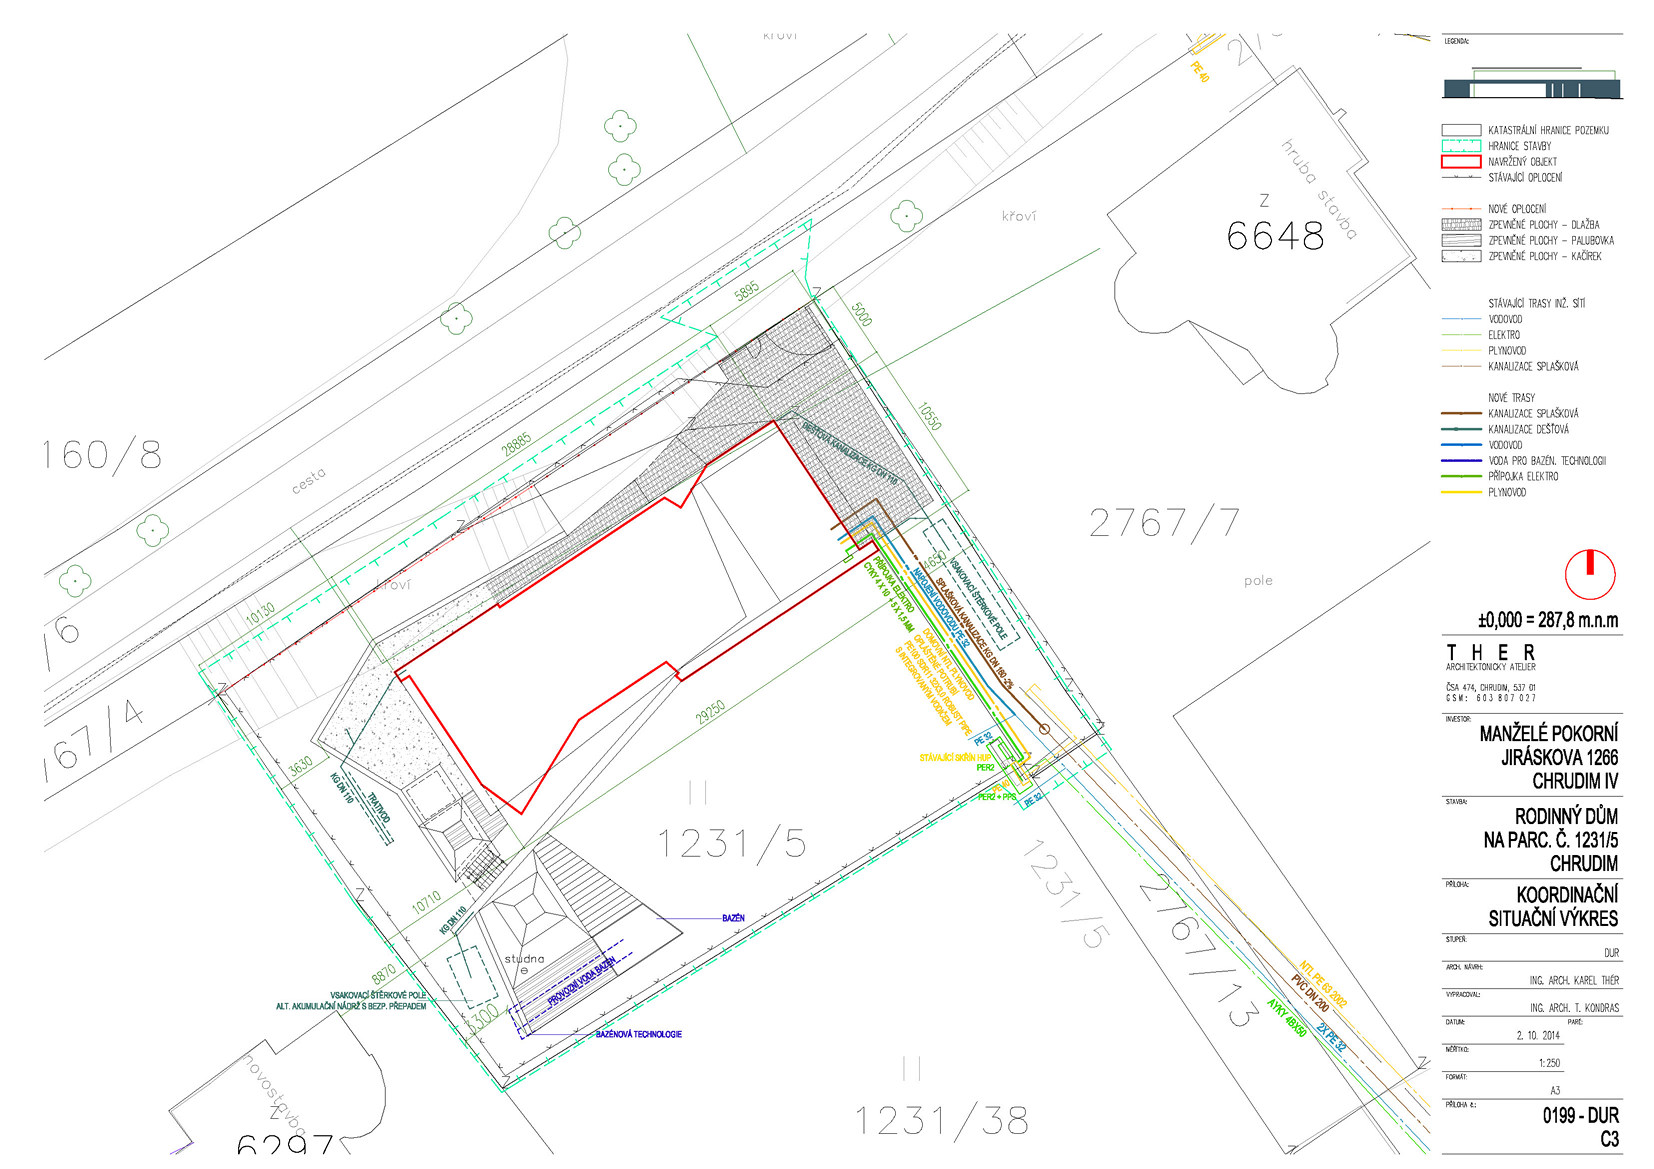 křoví
PE 40
hruba stavba
Z
6648
křoví
5895
5000
160/8
cesta
28885
10550
DEŠŤOVÁ KANALIZACE KG DN 110
2767/7
pole
křoví
10130
4650
VSAKOVACÍ ŠTĚRKOVÉ POLE
SPLAŠKOVÁ KANALIZACE KG DN 160-2%
NAPOJENÍ VODOVODU PE 32
PŘÍPOJKA ELEKTRO
CYKY 4 X 10 + 5 X 1,5 MM
DOMOVNÍ NTL PLYNOVOD
OPLÁŠTĚNÉ POTRUBÍ
PE100 SDR11 32X3,0 ROBUST PIPE
S INTEGROVANÝM VODIČEM
29250
PE 32
STÁVAJÍCÍ SKŘÍŇ HUP
PER2
PER2 + PPS
PE 32
/6
67/4
3630
KG DN 110
TRATIVOD
1231/5
10710
KG DN 110
BAZÉN
studna
PROVOZNÍ VODA BAZÉN
8870
VSAKOVACÍ ŠTĚRKOVÉ POLE
ALT. AKUMULAČNÍ NÁDRŽ S BEZP. PŘEPADEM
3300
BAZÉNOVÁ TECHNOLOGIE
1231/5
2767/13
NTL PE 63 2002
PVC DN 200
2X PE 32
AYKY 4BX50
novostavba
Z
6297
1231/38
LEGENDA:
KATASTRÁLNÍ HRANICE POZEMKU
HRANICE STAVBY
NAVRŽENÝ OBJEKT
STÁVAJÍCÍ OPLOCENÍ
NOVÉ OPLOCENÍ
ZPEVNĚNÉ PLOCHY – DLAŽBA
ZPEVNĚNÉ PLOCHY – PALUBOVKA
ZPEVNĚNÉ PLOCHY – KAČÍREK
STÁVAJÍCÍ TRASY INŽ. SÍTÍ
VODOVOD
ELEKTRO
PLYNOVOD
KANALIZACE SPLAŠKOVÁ
NOVÉ TRASY
KANALIZACE SPLAŠKOVÁ
KANALIZACE DEŠŤOVÁ
VODOVOD
VODA PRO BAZÉN. TECHNOLOGII
PŘÍPOJKA ELEKTRO
PLYNOVOD
±0,000 = 287,8 m.n.m
THER
ARCHITEKTONICKÝ ATELIER
ČSA 474, CHRUDIM, 537 01
GSM: 603 807 027
INVESTOR:
MANŽELÉ POKORNÍ
JIRÁSKOVA 1266
CHRUDIM IV
STAVBA:
RODINNÝ DŮM
NA PARC. Č. 1231/5
CHRUDIM
PŘÍLOHA:
KOORDINAČNÍ
SITUAČNÍ VÝKRES
STUPEŇ:
DUR
ARCH. NÁVRH:
ING. ARCH. KAREL THÉR
VYPRACOVAL:
ING. ARCH. T. KONDRAS
DATUM:
PARÉ:
2. 10. 2014
MĚŘÍTKO:
1:250
FORMÁT:
A3
PŘÍLOHA č.:
0199 - DUR
C3